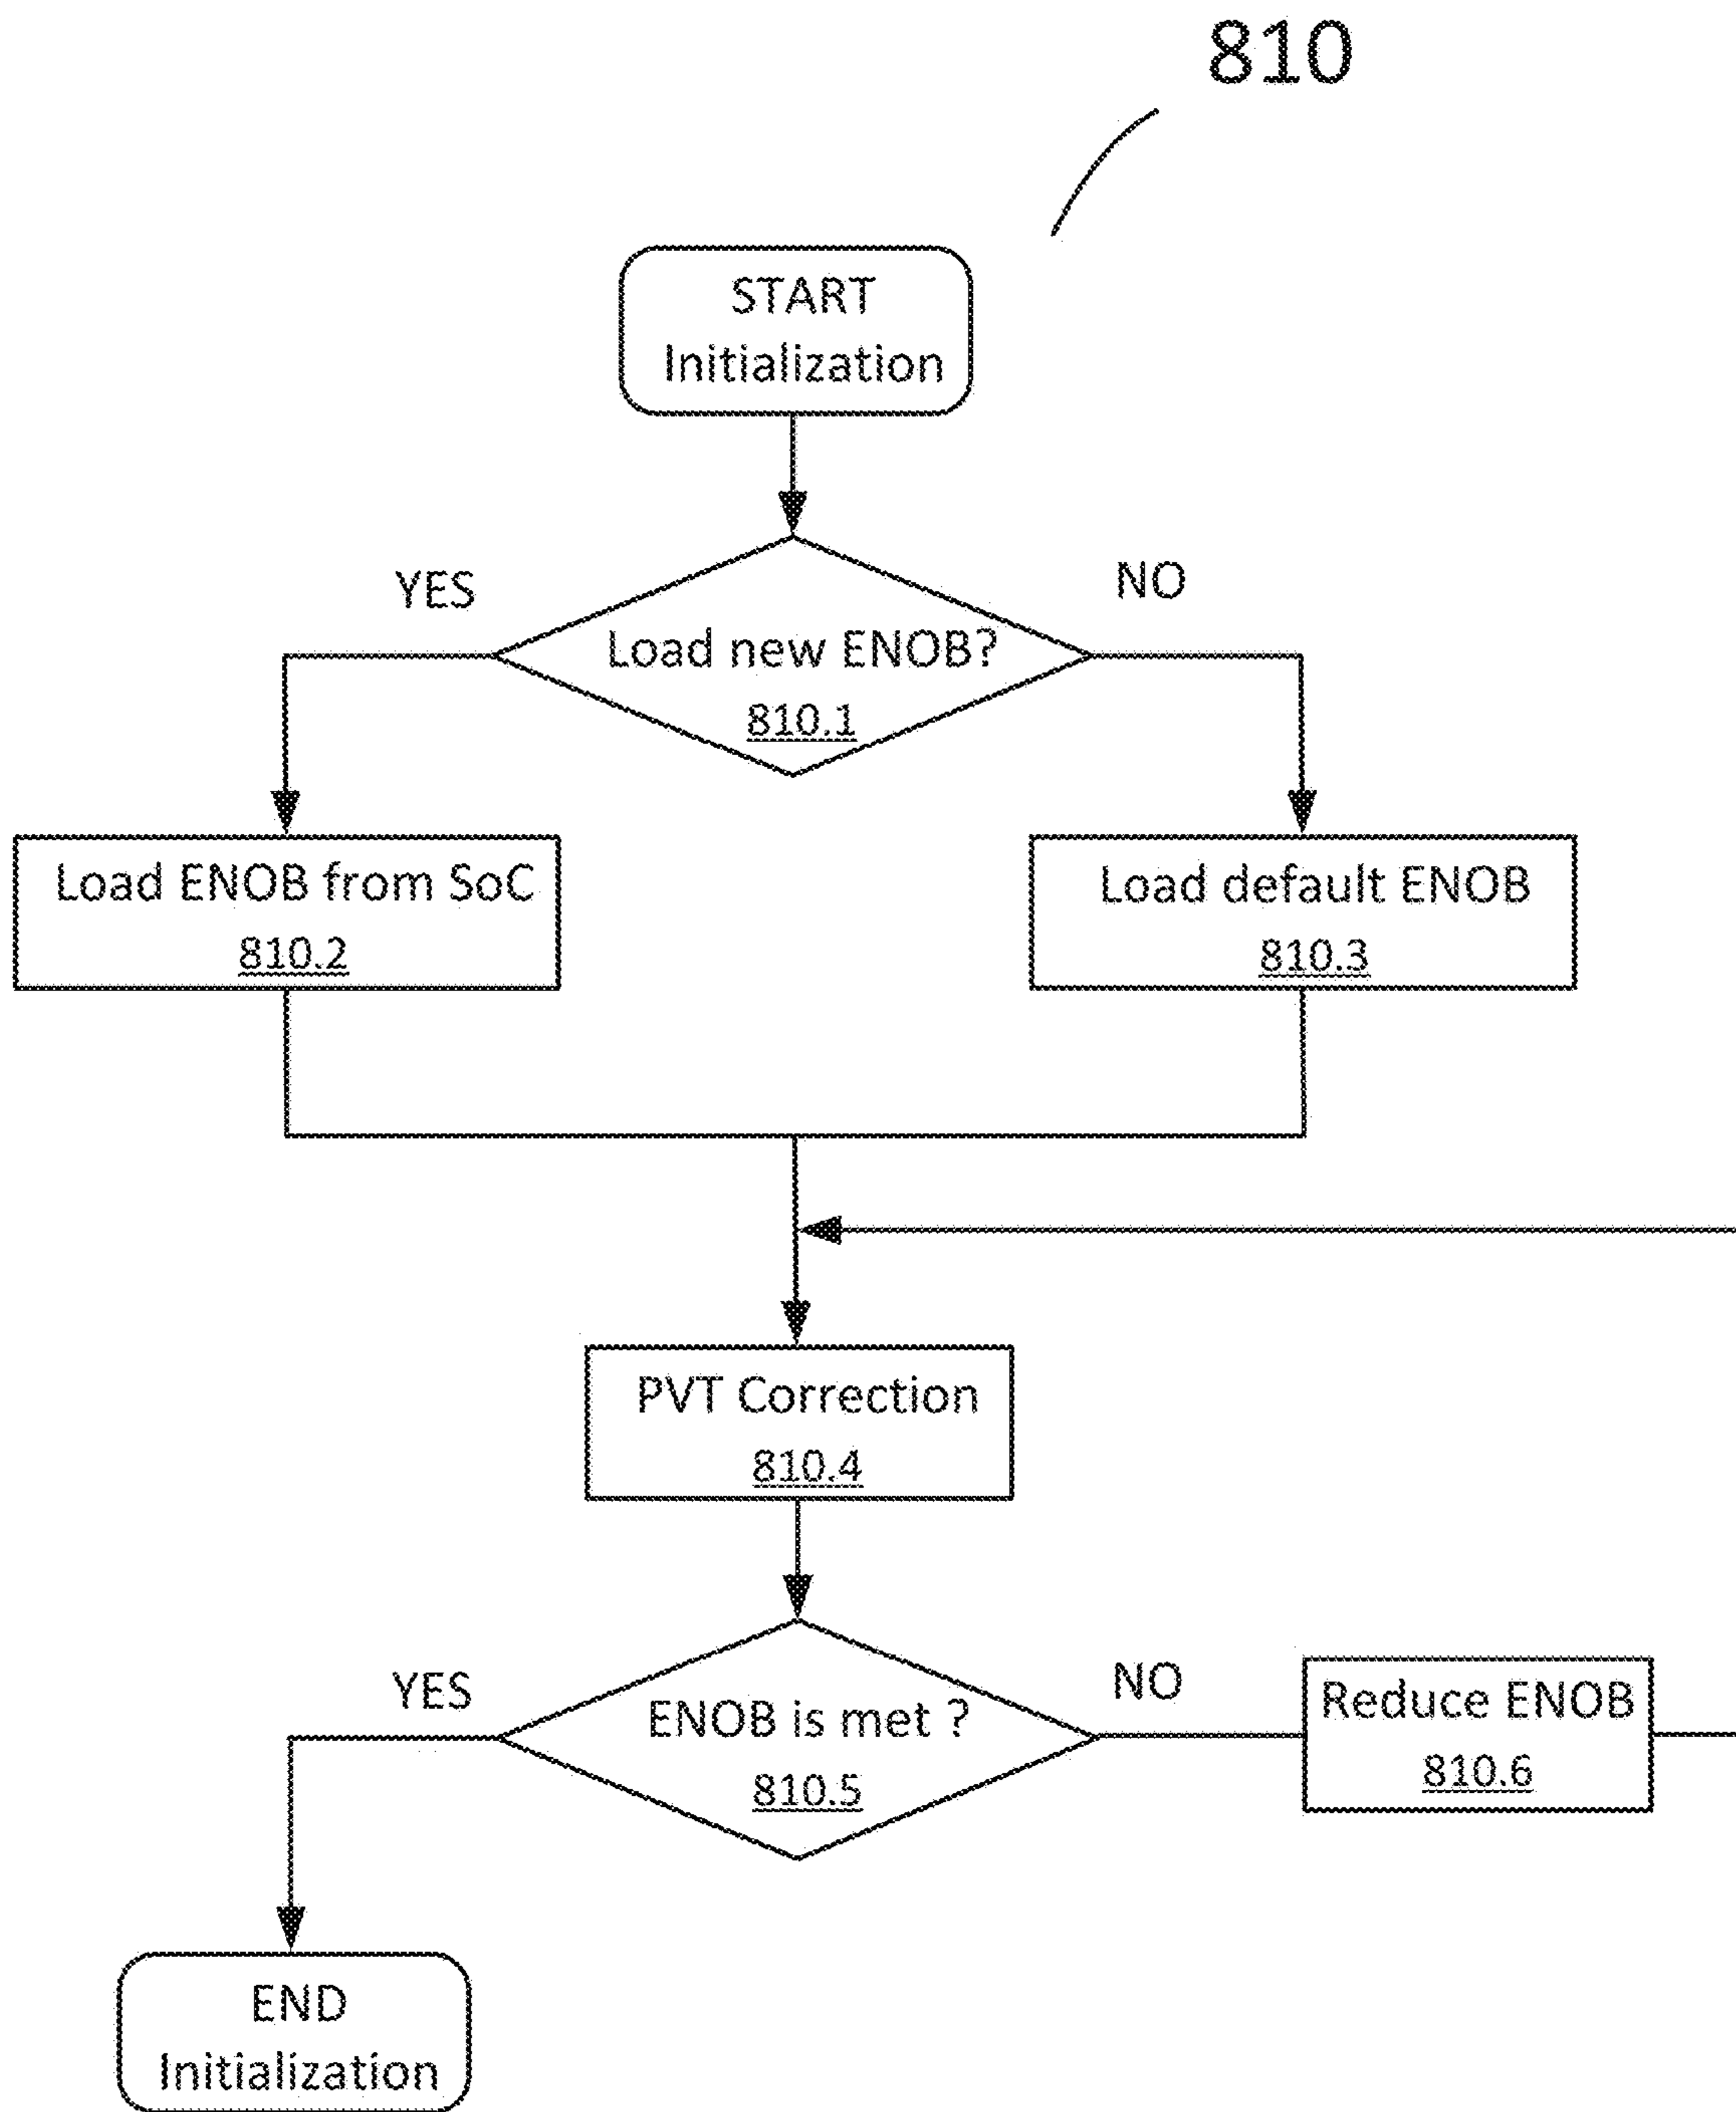 810
START
Initialization
YES
NO
Load new ENOB?
810.1
Load ENOB from SoC
810.2
Load default ENOB
810.3
PVT Correction
810.4
YES
NO
ENOB is met ?
810.5
Reduce ENOB
810.6
END
Initialization